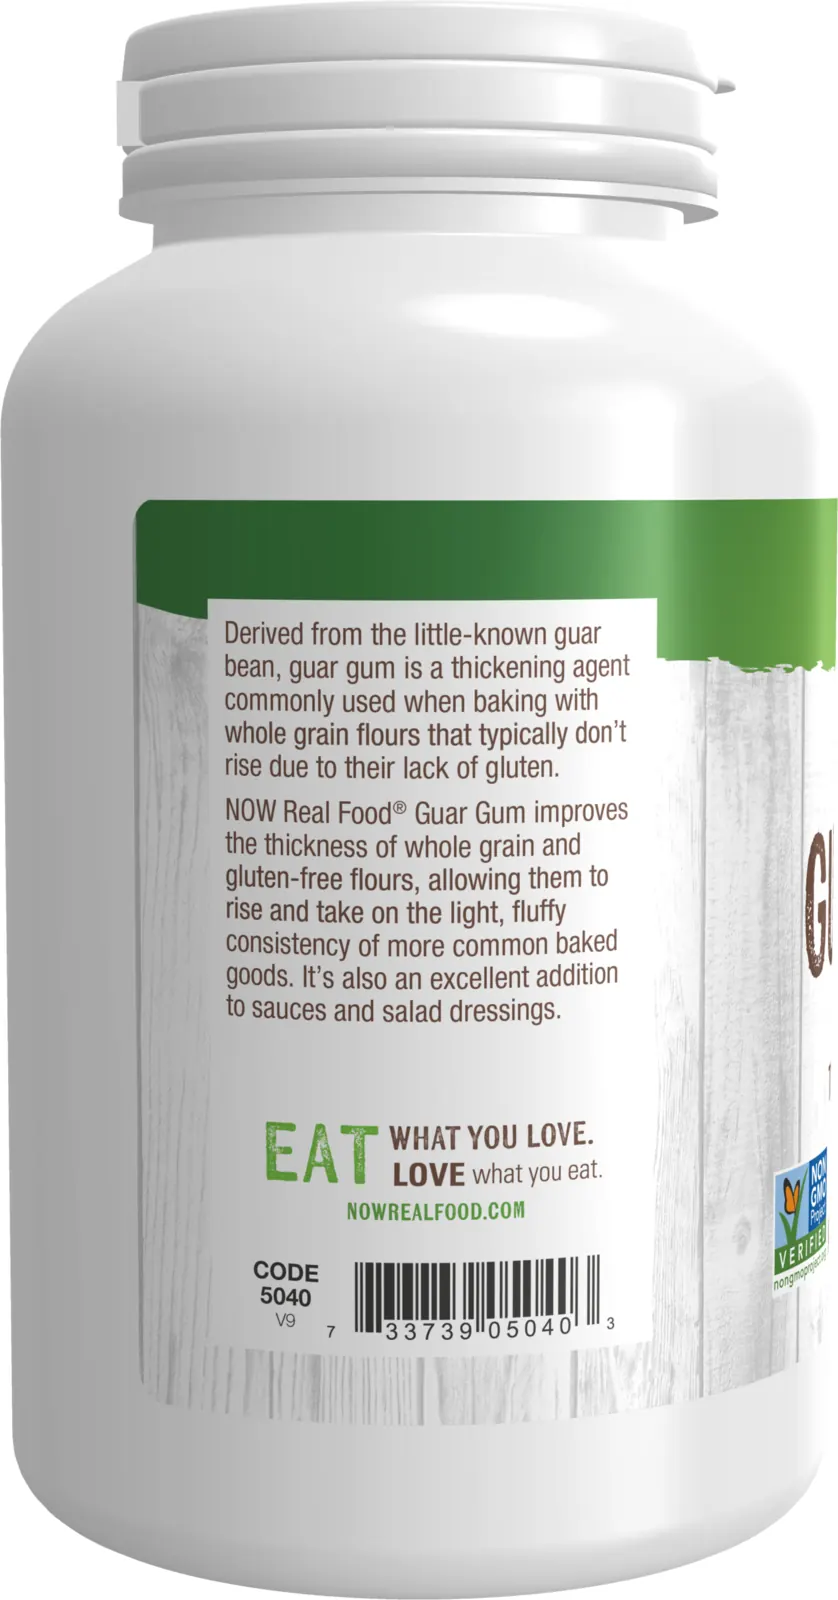 Derived from the little-known guar
bean, guar gum is a thickening agent
commonly used when baking with
whole grain flours that typically don't
rise due to their lack of gluten.
NOW Real Food® Guar Gum improves
the thickness of whole grain and
gluten-free flours, allowing them to
rise and take on the light, fluffy
consistency of more common baked
goods. It's also an excellent addition
to sauces and salad dressings.
EAT WHAT YOU LOVE.
LOVE what you eat.
NOWREALFOOD.COM
CODE
5040
V9
7 33739 05040 3
NON
GMO
Project
VERIFIED
nongmoproject.org